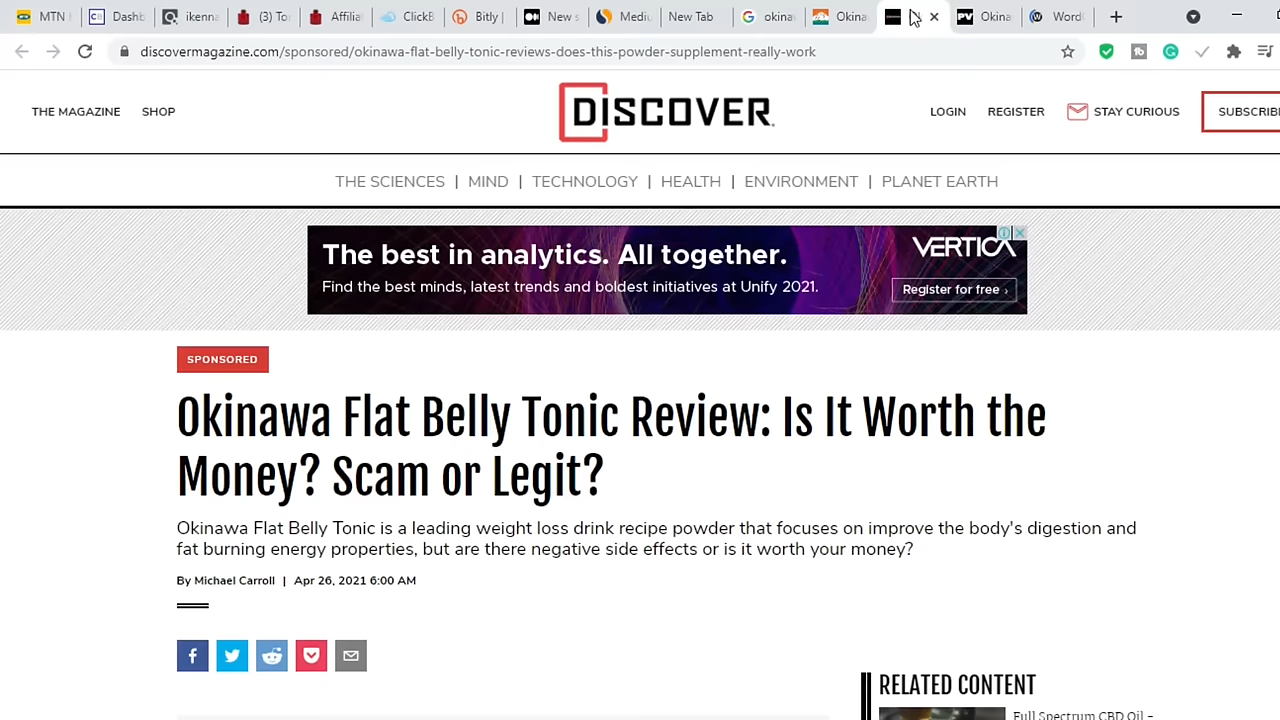 MTN
Dashb
ikenna
(3) To
Affilia
ClickB
Bitly |
New s
Mediu
New Tab
okina
Okina
Okina
WordC
discovermagazine.com/sponsored/okinawa-flat-belly-tonic-reviews-does-this-powder-supplement-really-work
THE MAGAZINE SHOP
DISCOVER
LOGIN REGISTER STAY CURIOUS SUBSCRIBE
THE SCIENCES | MIND | TECHNOLOGY | HEALTH | ENVIRONMENT | PLANET EARTH
The best in analytics. All together.
Find the best minds, latest trends and boldest initiatives at Unify 2021.
VERTICA
Register for free ›
SPONSORED
Okinawa Flat Belly Tonic Review: Is It Worth the
Money? Scam or Legit?
Okinawa Flat Belly Tonic is a leading weight loss drink recipe powder that focuses on improve the body's digestion and
fat burning energy properties, but are there negative side effects or is it worth your money?
By Michael Carroll | Apr 26, 2021 6:00 AM
RELATED CONTENT
Full Spectrum CBD Oil –